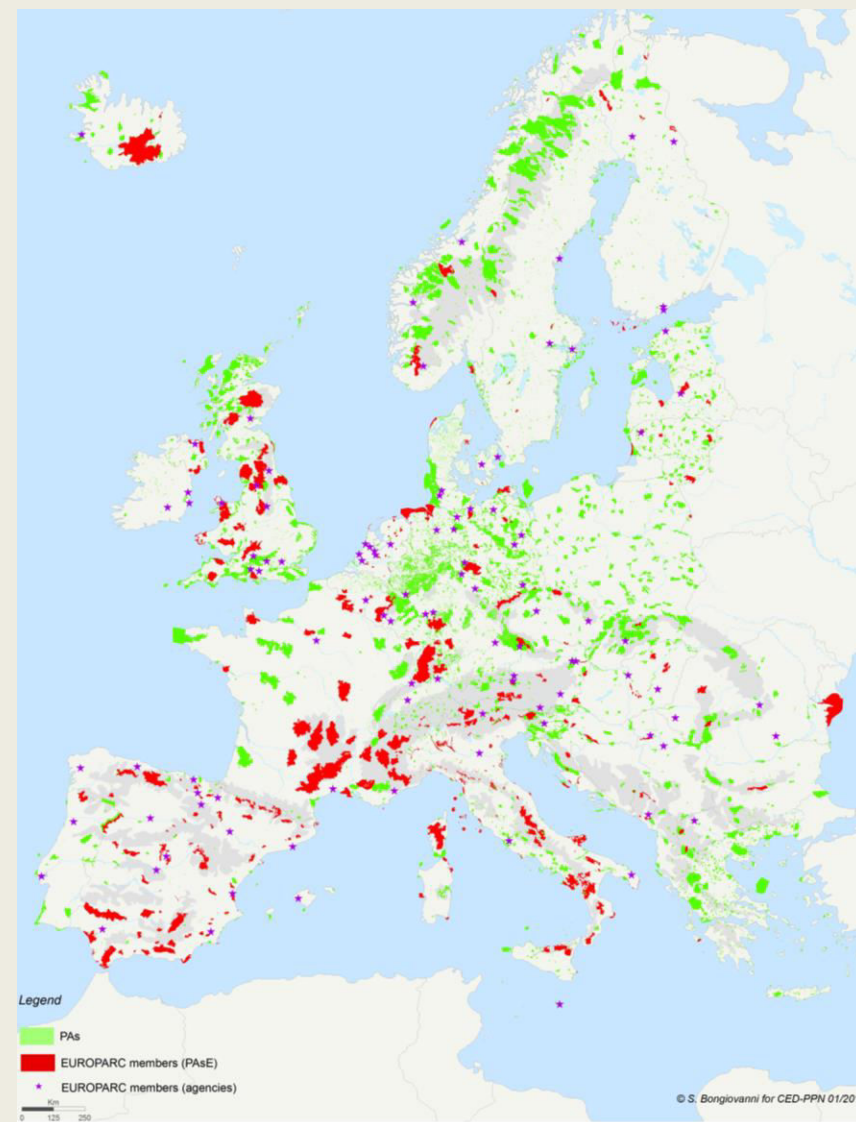 Legend
PAs
EUROPARC members (PAsE)
EUROPARC members (agencies)
Km
0 125 250
© S. Bongiovanni for CED-PPN 01/20